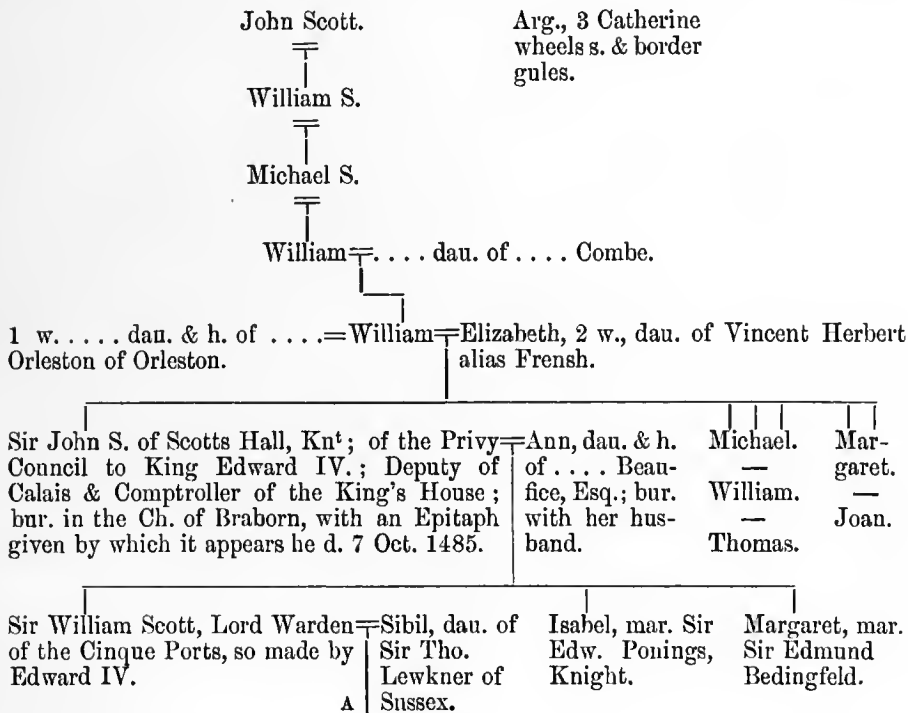 John Scott.
Arg., 3 Catherine
wheels s. & border
gules.
William S.
Michael S.
William=. . . . dau. of . . . . Combe.
1 w. . . . . dau. & h. of . . . .=William=Elizabeth, 2 w., dau. of Vincent Herbert
Orleston of Orleston.
alias Frensh.
Sir John S. of Scotts Hall, Knt; of the Privy
Council to King Edward IV.; Deputy of
Calais & Comptroller of the King's House;
bur. in the Ch. of Braborn, with an Epitaph
given by which it appears he d. 7 Oct. 1485.
=Ann, dau. & h.
of . . . . Beau-
fice, Esq.; bur.
with her hus-
band.
Michael.
—
William.
—
Thomas.
Mar-
garet.
—
Joan.
Sir William Scott, Lord Warden
of the Cinque Ports, so made by
Edward IV.
=Sibil, dau. of
Sir Tho.
Lewkner of
Sussex.
A
Isabel, mar. Sir
Edw. Ponings,
Knight.
Margaret, mar.
Sir Edmund
Bedingfeld.